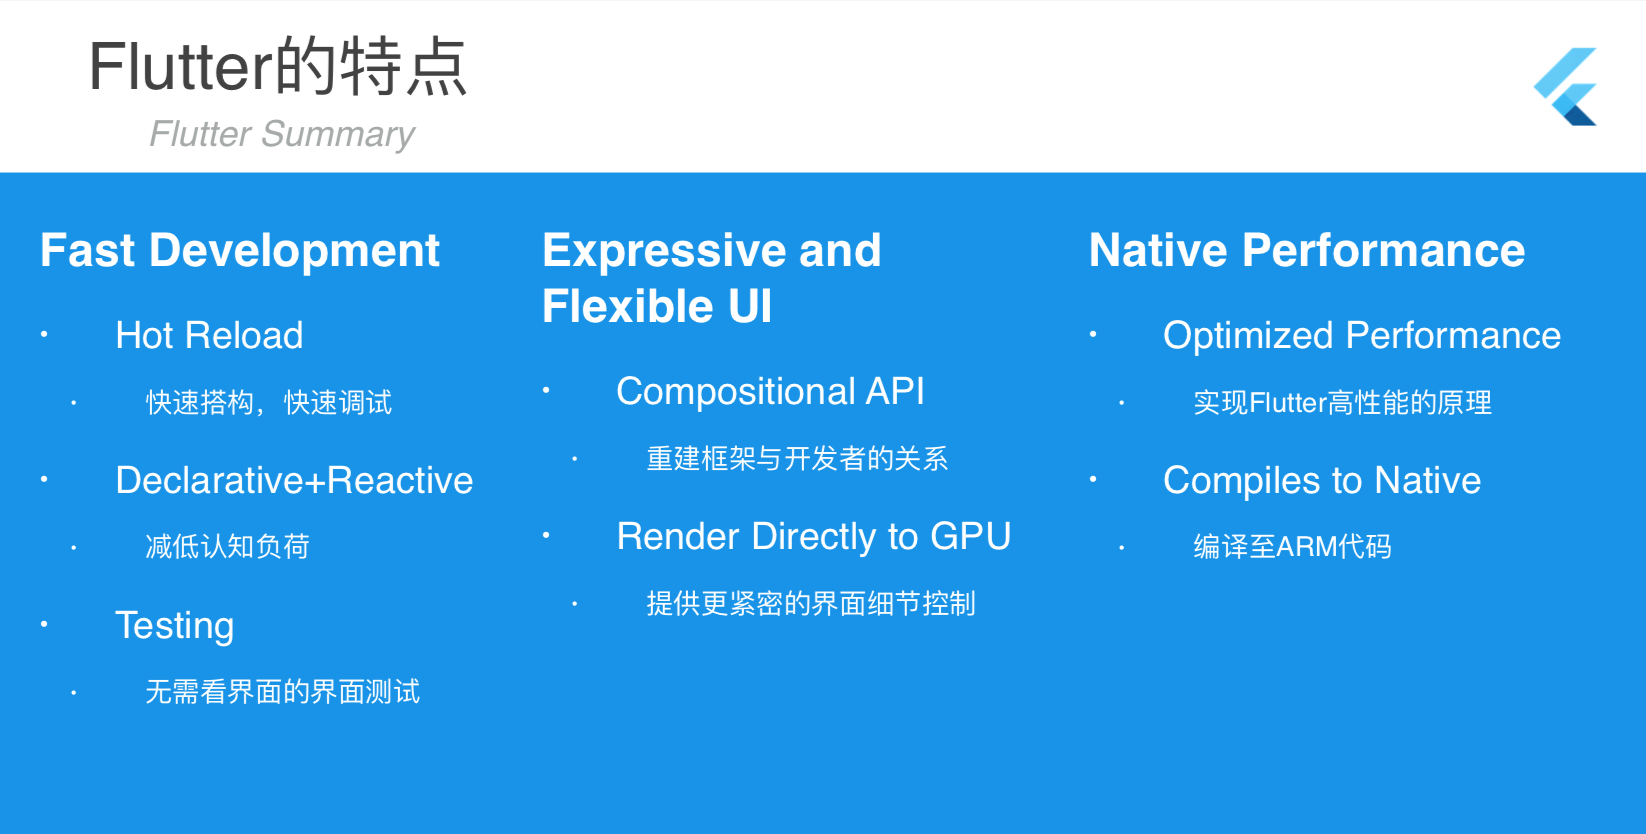 Flutter的特点
Flutter Summary
Fast Development
• Hot Reload
• 快速搭构，快速调试
• Declarative+Reactive
• 减低认知负荷
• Testing
• 无需看界面的界面测试
Expressive and
Flexible UI
• Compositional API
• 重建框架与开发者的关系
• Render Directly to GPU
• 提供更紧密的界面细节控制
Native Performance
• Optimized Performance
• 实现Flutter高性能的原理
• Compiles to Native
• 编译至ARM代码